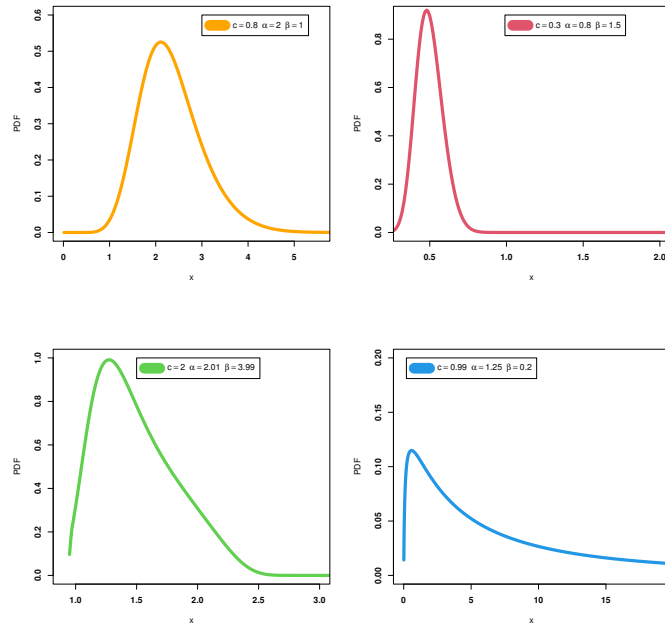 c = 0.8 α = 2 β = 1
PDF
0.0 0.1 0.2 0.3 0.4 0.5 0.6
0 1 2 3 4 5
x
c = 0.3 α = 0.8 β = 1.5
PDF
0.0 0.2 0.4 0.6 0.8
0.5 1.0 1.5 2.0
x
c = 2 α = 2.01 β = 3.99
PDF
0.0 0.2 0.4 0.6 0.8 1.0
1.0 1.5 2.0 2.5 3.0
x
c = 0.99 α = 1.25 β = 0.2
PDF
0.00 0.05 0.10 0.15 0.20
0 5 10 15
x